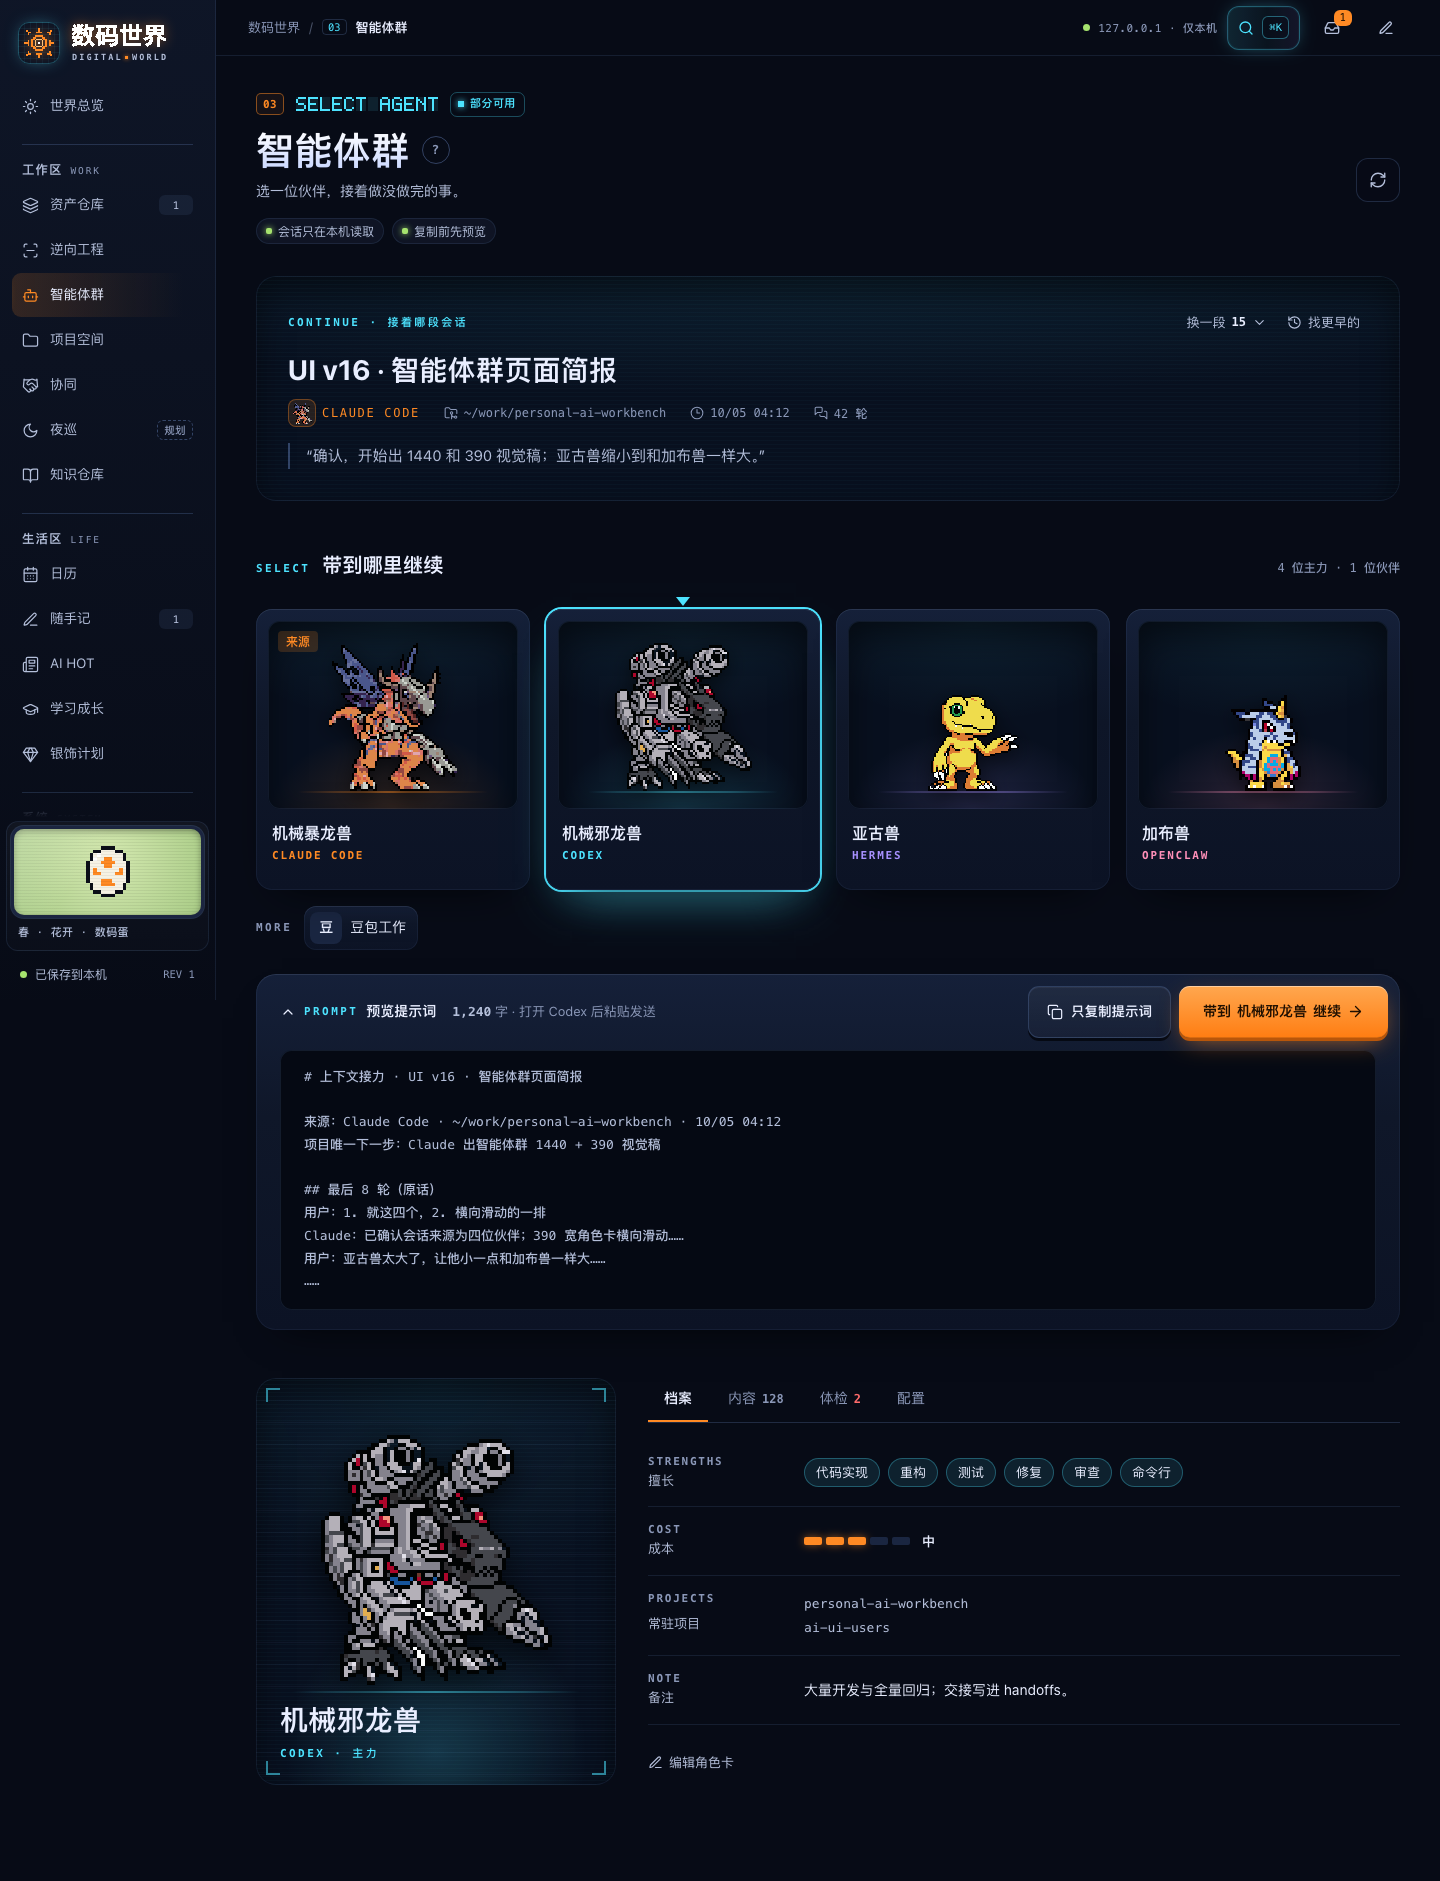 数码世界
DIGITAL WORLD
世界总览
工作区 WORK
资产仓库 1
逆向工程
智能体群
项目空间
协同
夜巡 规划
知识仓库
生活区 LIFE
日历
随手记 1
AI HOT
学习成长
银饰计划
春 · 花开 · 数码蛋
已保存到本机 REV 1
数码世界 / 03 智能体群
127.0.0.1 · 仅本机
⌘K
1
03 SELECT AGENT 部分可用
智能体群 ?
选一位伙伴，接着做没做完的事。
会话只在本机读取 复制前先预览
CONTINUE · 接着哪段会话
换一段 15 找更早的
UI v16 · 智能体群页面简报
CLAUDE CODE ~/work/personal-ai-workbench 10/05 04:12 42 轮
“确认，开始出 1440 和 390 视觉稿；亚古兽缩小到和加布兽一样大。”
SELECT 带到哪里继续
4 位主力 · 1 位伙伴
来源
机械暴龙兽
CLAUDE CODE
机械邪龙兽
CODEX
亚古兽
HERMES
加布兽
OPENCLAW
MORE 豆 豆包工作
PROMPT 预览提示词 1,240 字 · 打开 Codex 后粘贴发送
只复制提示词
带到 机械邪龙兽 继续
# 上下文接力 · UI v16 · 智能体群页面简报
来源：Claude Code · ~/work/personal-ai-workbench · 10/05 04:12
项目唯一下一步：Claude 出智能体群 1440 + 390 视觉稿
## 最后 8 轮（原话）
用户：1. 就这四个，2. 横向滑动的一排
Claude：已确认会话来源为四位伙伴；390 宽角色卡横向滑动……
用户：亚古兽太大了，让他小一点和加布兽一样大……
……
机械邪龙兽
CODEX · 主力
档案 内容 128 体检 2 配置
STRENGTHS
擅长
代码实现 重构 测试 修复 审查 命令行
COST
成本
中
PROJECTS
常驻项目
personal-ai-workbench
ai-ui-users
NOTE
备注
大量开发与全量回归；交接写进 handoffs。
编辑角色卡